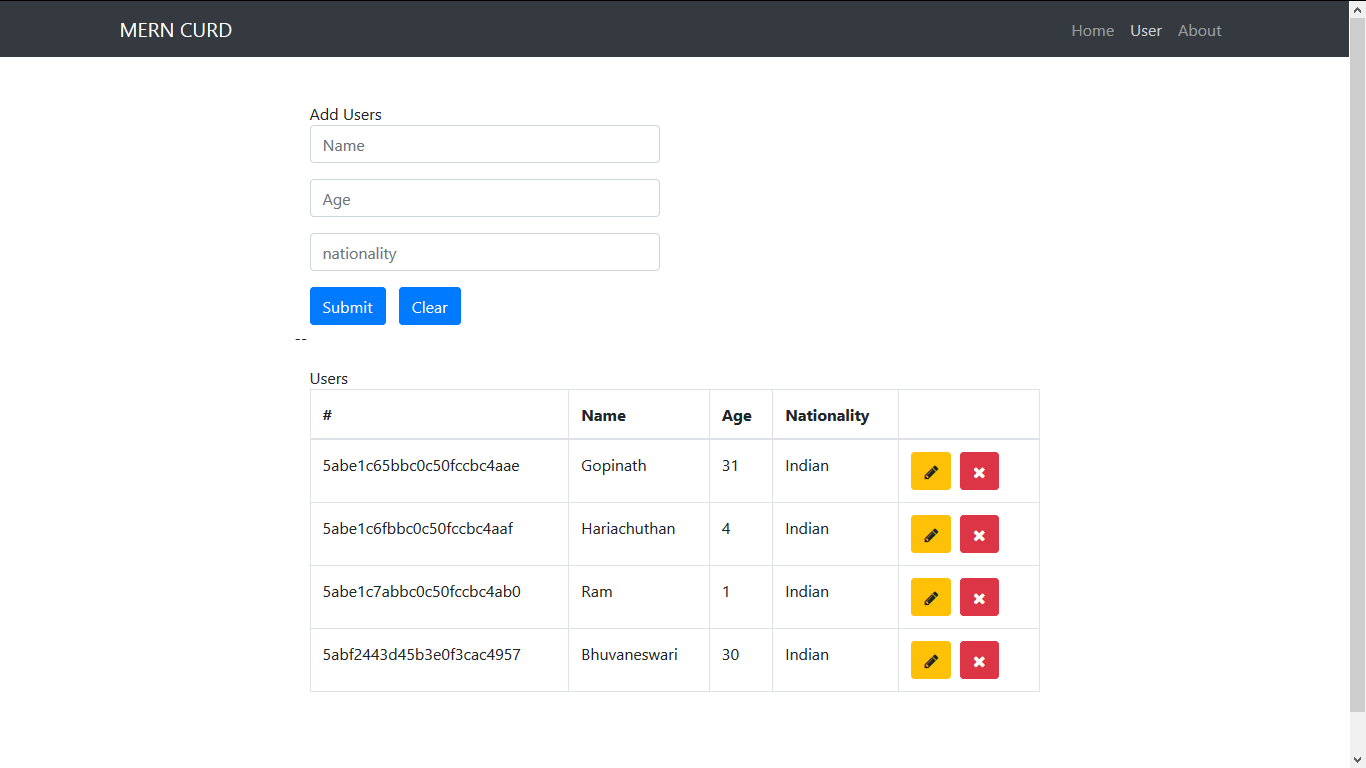 MERN CURD Home User About
Add Users
Name
Age
nationality
Submit Clear
--
Users
# Name Age Nationality
5abe1c65bbc0c50fccbc4aae Gopinath 31 Indian
5abe1c6fbbc0c50fccbc4aaf Hariachuthan 4 Indian
5abe1c7abbc0c50fccbc4ab0 Ram 1 Indian
5abf2443d45b3e0f3cac4957 Bhuvaneswari 30 Indian